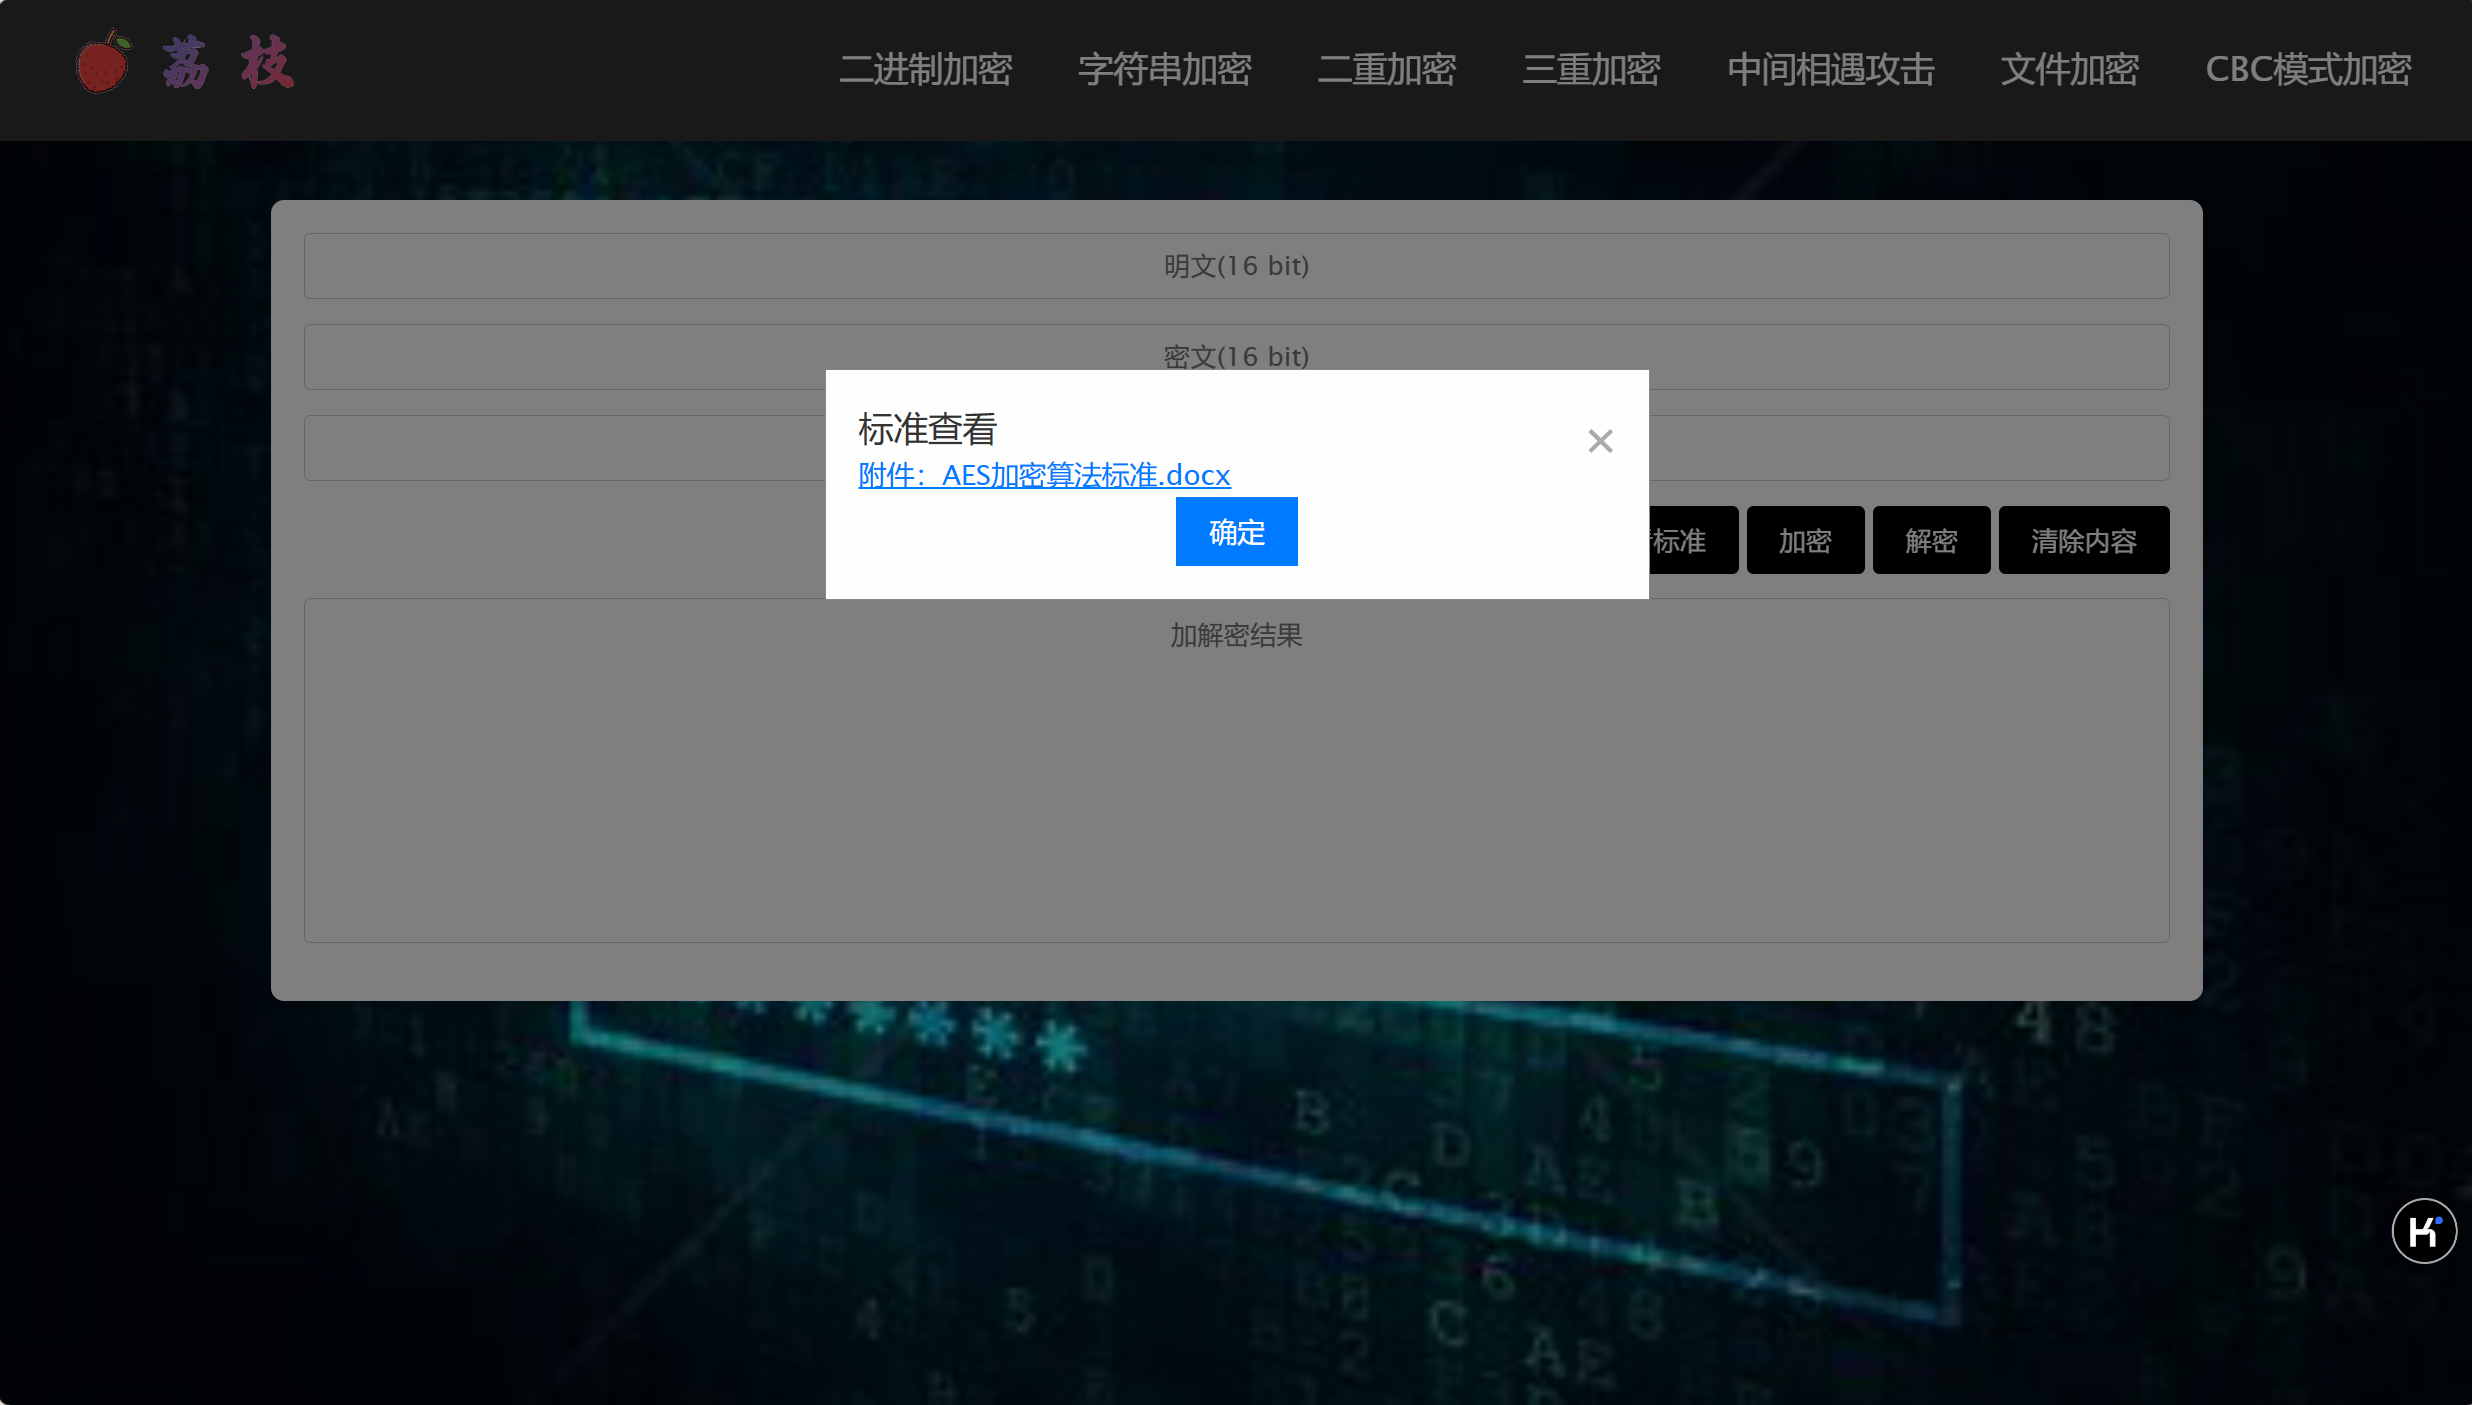 荔 枝
二进制加密 字符串加密 二重加密 三重加密 中间相遇攻击 文件加密 CBC模式加密
明文(16 bit)
密文(16 bit)
标准查看
附件：AES加密算法标准.docx
确定
标准 加密 解密 清除内容
加解密结果